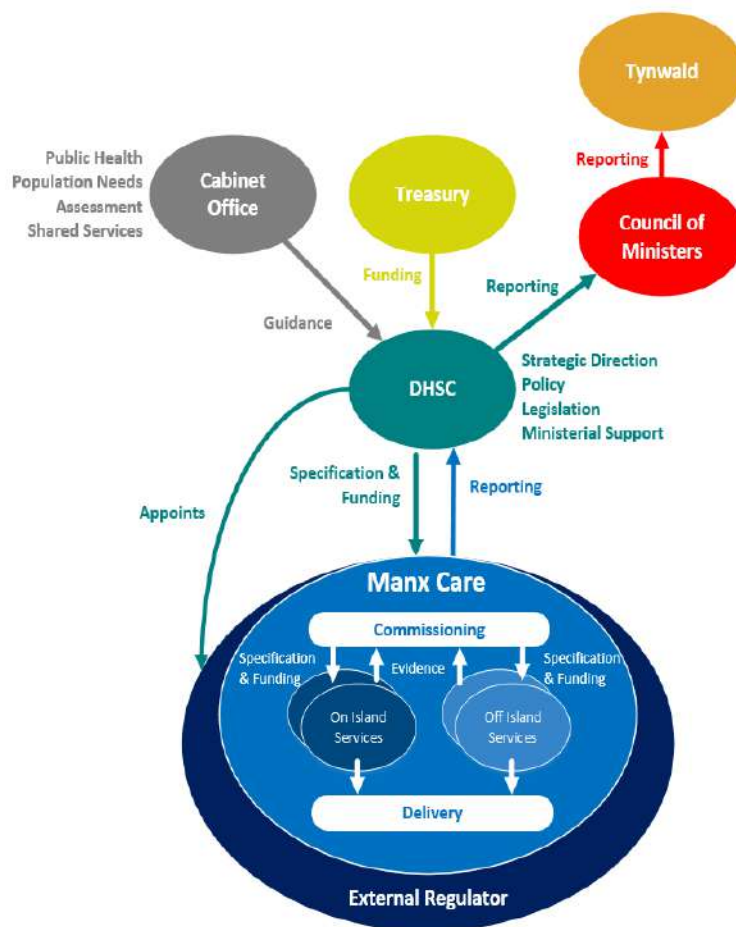 Tynwald
Public Health
Population Needs
Assessment
Shared Services
Cabinet
Office
Treasury
Reporting
Council of
Ministers
Funding
Reporting
Guidance
DHSC
Strategic Direction
Policy
Legislation
Ministerial Support
Specification &
Funding
Reporting
Appoints
Manx Care
Commissioning
Specification
& Funding
Evidence
Specification
& Funding
On Island
Services
Off Island
Services
Delivery
External Regulator